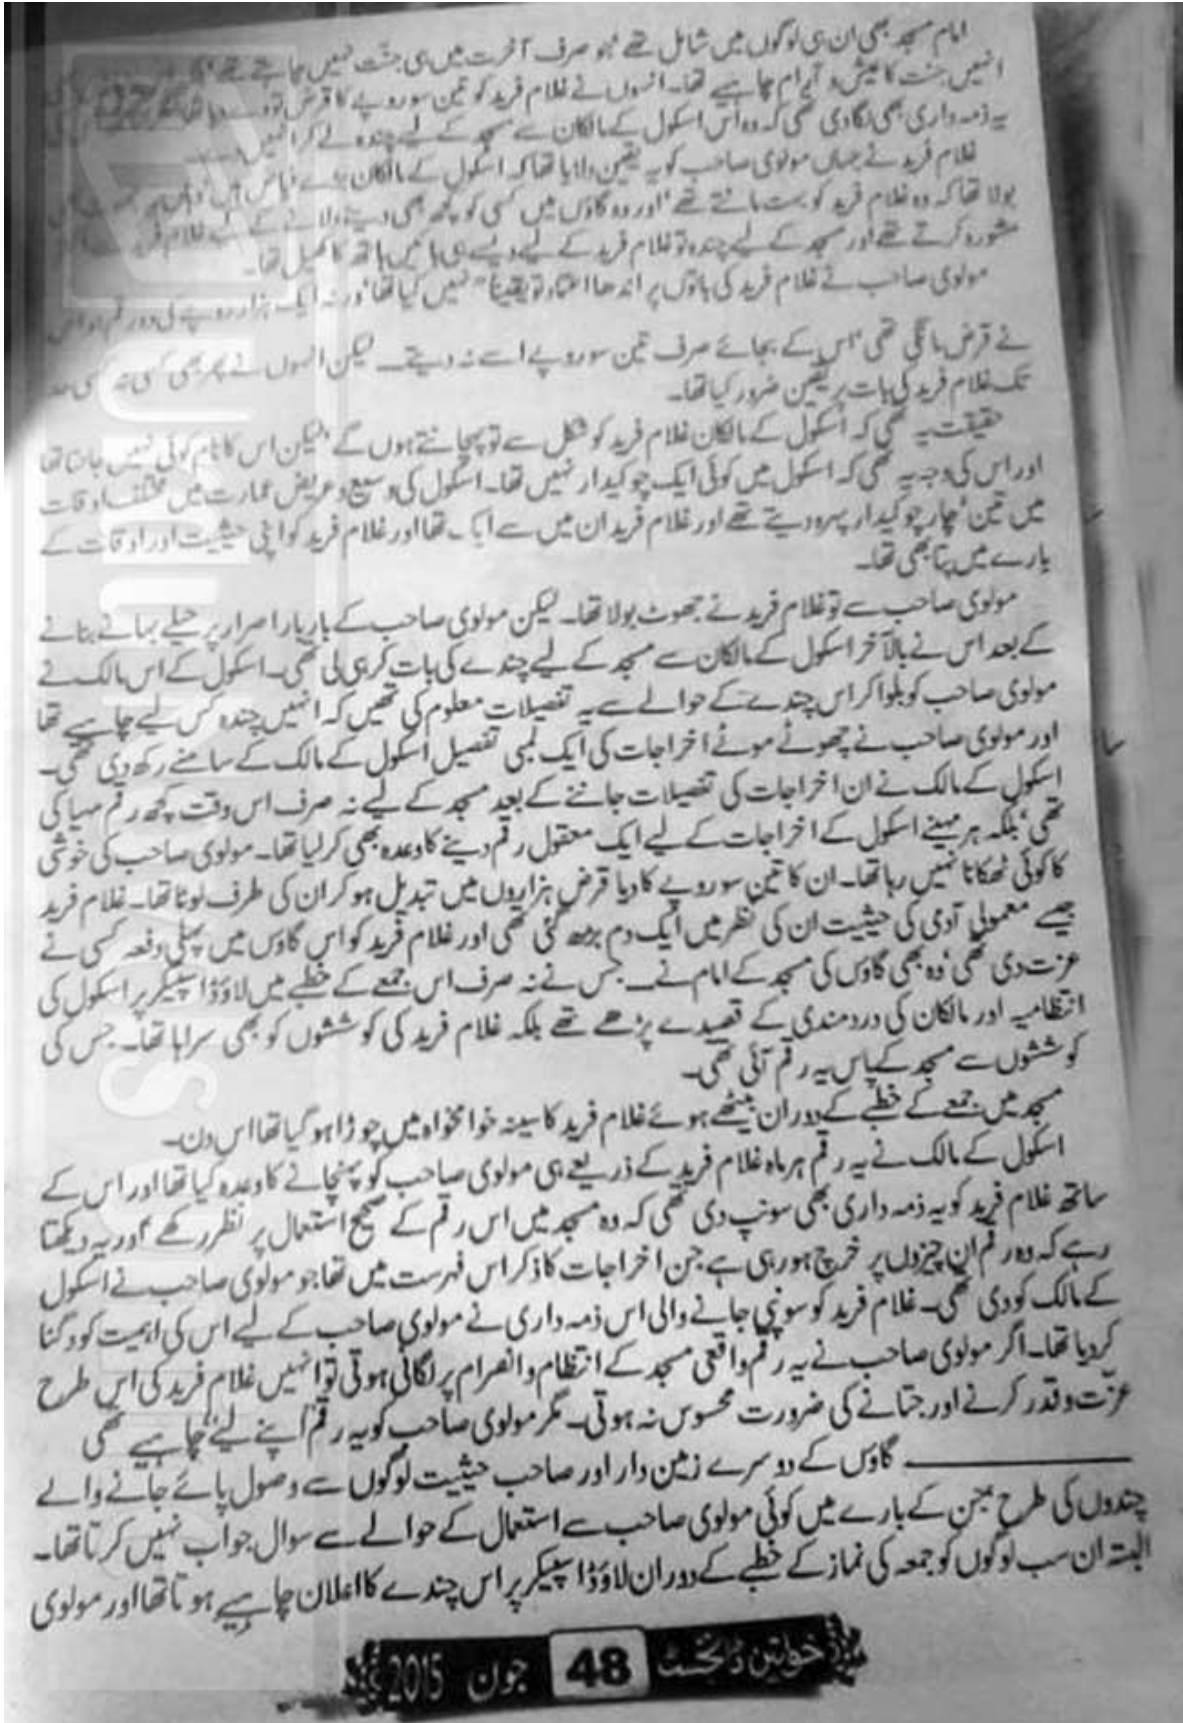 امام مسجد بھی ان ہی لوگوں میں شامل تھے جو صرف آخرت میں ہی جنت نہیں چاہتے تھے
انہیں جنت کا عیش و آرام چاہیے تھا۔ انہوں نے غلام فرید کو تین سو روپے کا قرض تو دے دیا تھا
یہ ذمہ داری بھی لگا دی تھی کہ وہ اس اسکول کے مالکان سے مسجد کے لیے چندہ لے کر انہیں
غلام فرید نے جہاں مولوی صاحب کو یہ یقین دلایا تھا کہ اسکول کے مالکان بڑے فیاض ہیں وہیں یہ جھوٹ بھی
بولا تھا کہ وہ غلام فرید کو بہت مانتے تھے اور وہ گاؤں میں کسی کو کچھ بھی دینے دلانے کے لیے غلام فرید سے
مشورہ کرتے تھے اور مسجد کے لیے چندہ تو غلام فرید کے لیے ویسے ہی بائیں ہاتھ کا کھیل تھا۔
مولوی صاحب نے غلام فرید کی باتوں پر اندھا اعتماد تو یقیناً نہیں کیا تھا ورنہ ایک ہزار روپے کی وہ رقم جو اس
نے قرض مانگی تھی اس کے بجائے صرف تین سو روپے اسے نہ دیتے۔ لیکن انہوں نے پھر بھی کسی نہ کسی حد
تک غلام فرید کی بات پر یقین ضرور کیا تھا۔
حقیقت یہ تھی کہ اسکول کے مالکان غلام فرید کو شکل سے تو پہچانتے ہوں گے لیکن اس کا نام کوئی نہیں جانتا تھا
اور اس کی وجہ یہ تھی کہ اسکول میں کوئی ایک چوکیدار نہیں تھا۔ اسکول کی وسیع و عریض عمارت میں مختلف اوقات
میں تین، چار چوکیدار پہرہ دیتے تھے اور غلام فرید ان میں سے ایک تھا اور غلام فرید کو اپنی حیثیت اور اوقات کے
بارے میں پتا بھی تھا۔
مولوی صاحب سے تو غلام فرید نے جھوٹ بولا تھا۔ لیکن مولوی صاحب کے بار بار اصرار پر حیلے بہانے بنانے
کے بعد اس نے بالآخر اسکول کے مالکان سے مسجد کے لیے چندے کی بات کر ہی لی تھی۔ اسکول کے اس مالک نے
مولوی صاحب کو بلوا کر اس چندے کے حوالے سے یہ تفصیلات معلوم کی تھیں کہ انہیں چندہ کس لیے چاہیے تھا
اور مولوی صاحب نے چھوٹے موٹے اخراجات کی ایک لمبی تفصیل اسکول کے مالک کے سامنے رکھ دی تھی۔
اسکول کے مالک نے ان اخراجات کی تفصیلات جاننے کے بعد مسجد کے لیے نہ صرف اس وقت کچھ رقم مہیا کی
تھی بلکہ ہر مہینے اسکول کے اخراجات کے لیے ایک معقول رقم دینے کا وعدہ بھی کر لیا تھا۔ مولوی صاحب کی خوشی
کا کوئی ٹھکانا نہیں رہا تھا۔ ان کا تین سو روپے کا دیا قرض ہزاروں میں تبدیل ہو کر ان کی طرف لوٹا تھا۔ غلام فرید
جیسے معمولی آدمی کی حیثیت ان کی نظر میں ایک دم بڑھ گئی تھی اور غلام فرید کو اس گاؤں میں پہلی دفعہ کسی نے
عزت دی تھی وہ بھی گاؤں کی مسجد کے امام نے۔ جس نے نہ صرف اس جمعے کے خطبے میں لاؤڈ اسپیکر پر اسکول کی
انتظامیہ اور مالکان کی دردمندی کے قصیدے پڑھے تھے بلکہ غلام فرید کی کوششوں کو بھی سراہا تھا۔ جس کی
کوششوں سے مسجد کے پاس یہ رقم آئی تھی۔
مسجد میں جمعے کے خطبے کے دوران بیٹھے ہوئے غلام فرید کا سینہ خوامخواہ میں چوڑا ہو گیا تھا اس دن۔
اسکول کے مالک نے یہ رقم ہر ماہ غلام فرید کے ذریعے ہی مولوی صاحب کو پہنچانے کا وعدہ کیا تھا اور اس کے
ساتھ غلام فرید کو یہ ذمہ داری بھی سونپ دی تھی کہ وہ مسجد میں اس رقم کے صحیح استعمال پر نظر رکھے اور یہ دیکھتا
رہے کہ وہ رقم ان چیزوں پر خرچ ہو رہی ہے جن اخراجات کا ذکر اس فہرست میں تھا جو مولوی صاحب نے اسکول
کے مالک کو دی تھی۔ غلام فرید کو سونپی جانے والی اس ذمہ داری نے مولوی صاحب کے لیے اس کی اہمیت کو دگنا
کر دیا تھا۔ اگر مولوی صاحب نے یہ رقم واقعی مسجد کے انتظام و انصرام پر لگائی ہوتی تو انہیں غلام فرید کی اس طرح
عزت و قدر کرنے اور جتانے کی ضرورت محسوس نہ ہوتی۔ مگر مولوی صاحب کو یہ رقم اپنے لیے چاہیے تھی
گاؤں کے دوسرے زمین دار اور صاحب حیثیت لوگوں سے وصول پائے جانے والے
چندوں کی طرح جن کے بارے میں کوئی مولوی صاحب سے استعمال کے حوالے سے سوال جواب نہیں کرتا تھا۔
البتہ ان سب لوگوں کو جمعہ کی نماز کے خطبے کے دوران لاؤڈ اسپیکر پر اس چندے کا اعلان چاہیے ہوتا تھا اور مولوی
خواتین ڈائجسٹ 48 جون 2015